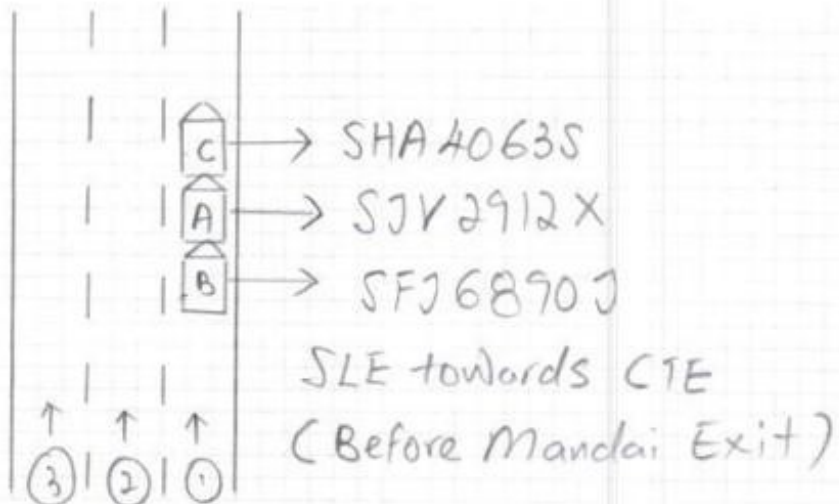 C → SHA4063S
A → SJV2912X
B → SFJ6890J
SLE towards CTE
(Before Mandai Exit)
↑ ↑ ↑
3 2 1